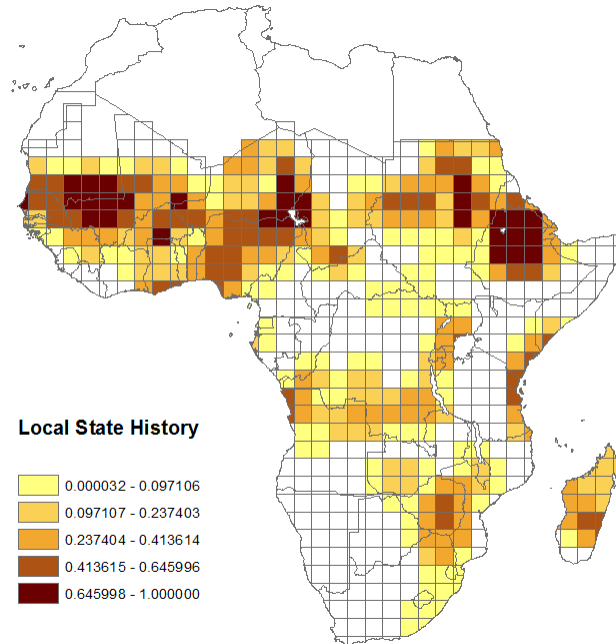 Local State History
0.000032 - 0.097106
0.097107 - 0.237403
0.237404 - 0.413614
0.413615 - 0.645996
0.645998 - 1.000000